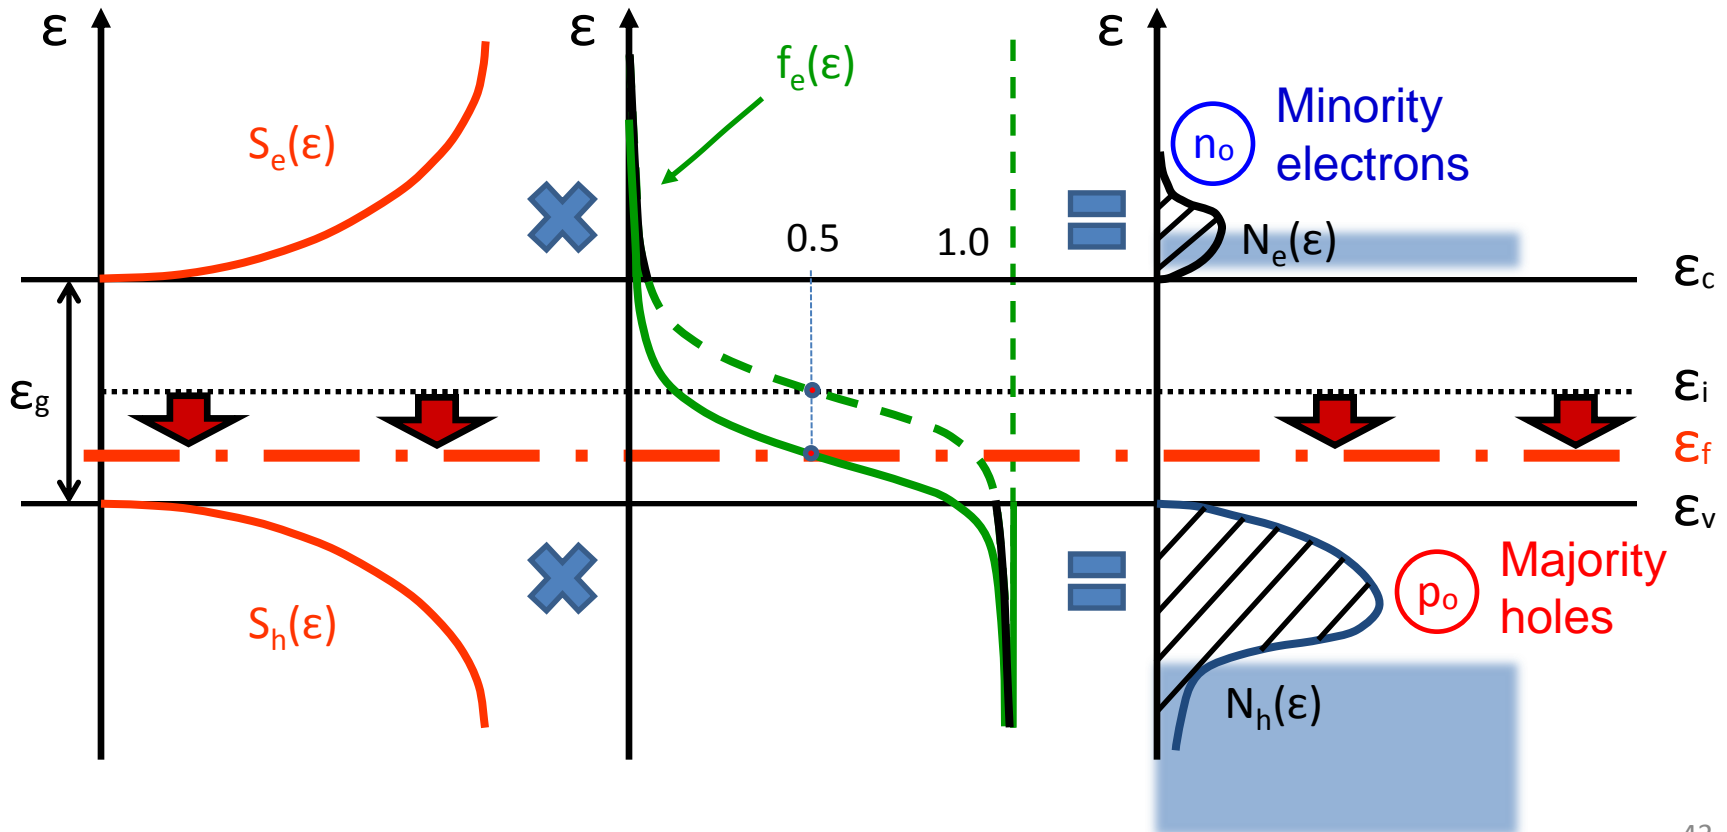 ε
ε
ε
fe(ε)
Se(ε)
no
Minority
electrons
0.5
1.0
Ne(ε)
εc
εg
εi
εf
εv
Sh(ε)
po
Majority
holes
Nh(ε)